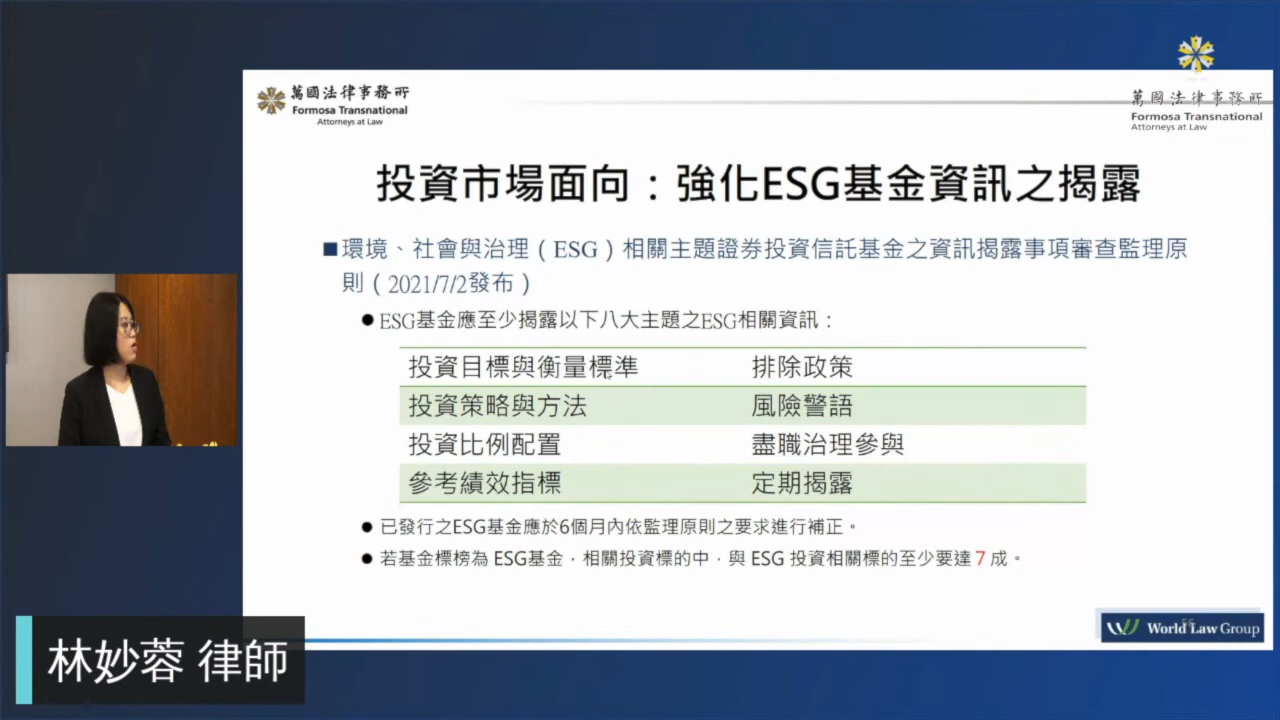 萬國法律事務所
Formosa Transnational
Attorneys at Law
萬國法律事務所
Formosa Transnational
Attorneys at Law
投資市場面向：強化ESG基金資訊之揭露
■環境、社會與治理（ESG）相關主題證券投資信託基金之資訊揭露事項審查監理原
則（2021/7/2發布）
●ESG基金應至少揭露以下八大主題之ESG相關資訊：
投資目標與衡量標準 排除政策
投資策略與方法 風險警語
投資比例配置 盡職治理參與
參考績效指標 定期揭露
●已發行之ESG基金應於6個月內依監理原則之要求進行補正。
●若基金標榜為 ESG基金，相關投資標的中，與 ESG 投資相關標的至少要達 7 成。
World Law Group
林妙蓉 律師